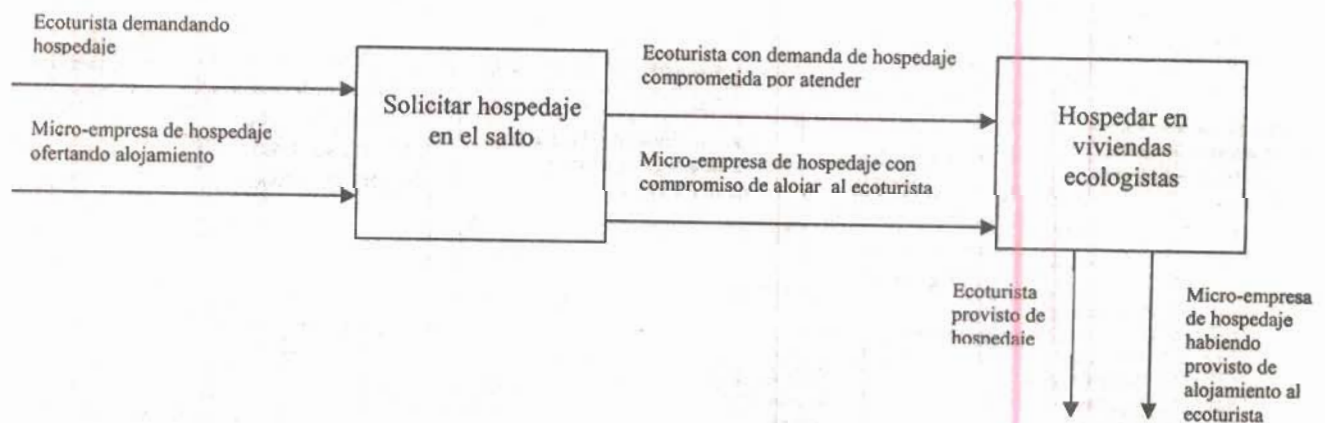 Ecoturista demandando
hospedaje
Micro-empresa de hospedaje
ofertando alojamiento
Solicitar hospedaje
en el salto
Ecoturista con demanda de hospedaje
comprometida por atender
Micro-empresa de hospedaje con
compromiso de alojar al ecoturista
Hospedar en
viviendas
ecologistas
Ecoturista
provisto de
hospedaje
Micro-empresa
de hospedaje
habiendo
provisto de
alojamiento al
ecoturista